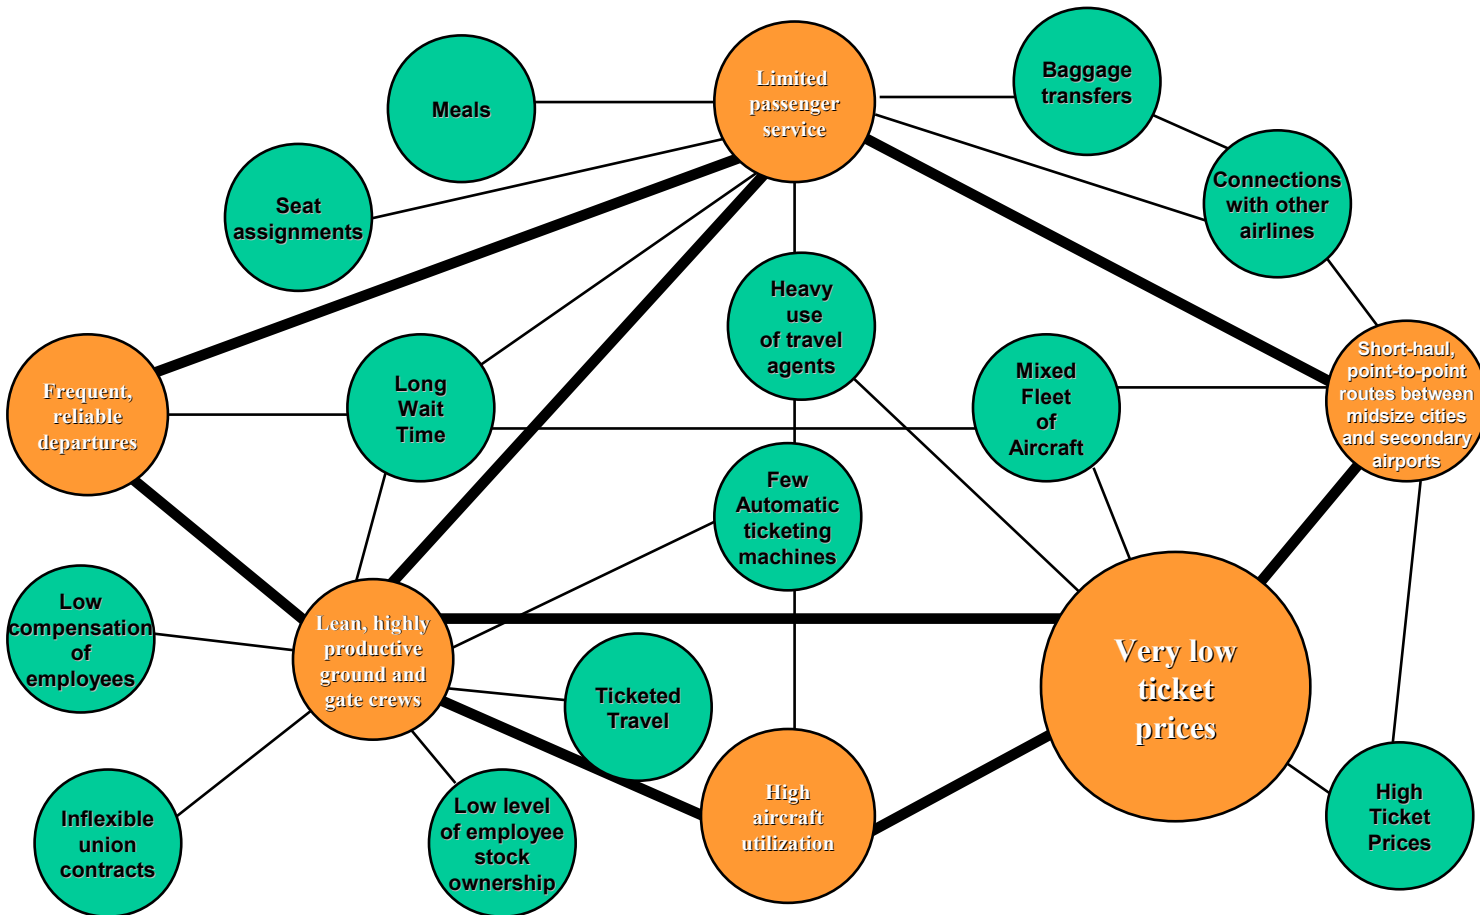 Limited
passenger
service
Baggage
transfers
Meals
Connections
with other
airlines
Seat
assignments
Heavy
use
of travel
agents
Short-haul,
point-to-point
routes between
midsize cities
and secondary
airports
Mixed
Fleet
of
Aircraft
Long
Wait
Time
Frequent,
reliable
departures
Few
Automatic
ticketing
machines
Low
compensation
of
employees
Lean, highly
productive
ground and
gate crews
Very low
ticket
prices
Ticketed
Travel
High
aircraft
utilization
High
Ticket
Prices
Inflexible
union
contracts
Low level
of employee
stock
ownership